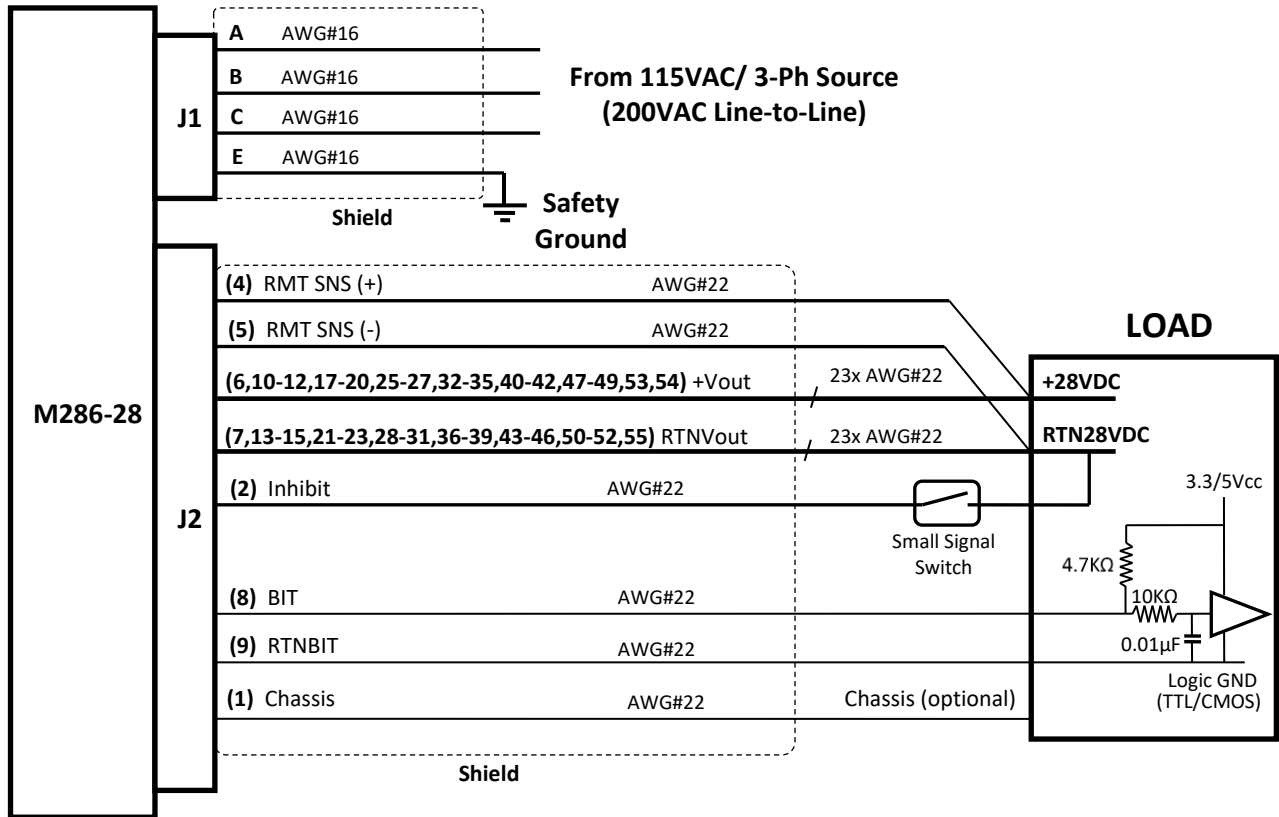 M286-28
J1
A AWG#16
B AWG#16
C AWG#16
E AWG#16
Shield
From 115VAC/ 3-Ph Source
(200VAC Line-to-Line)
Safety
Ground
J2
(4) RMT SNS (+) AWG#22
(5) RMT SNS (-) AWG#22
(6,10-12,17-20,25-27,32-35,40-42,47-49,53,54) +Vout 23x AWG#22
(7,13-15,21-23,28-31,36-39,43-46,50-52,55) RTNVout 23x AWG#22
(2) Inhibit AWG#22
Small Signal
Switch
(8) BIT AWG#22
(9) RTNBIT AWG#22
(1) Chassis AWG#22 Chassis (optional)
Shield
LOAD
+28VDC
RTN28VDC
3.3/5Vcc
4.7KΩ
10KΩ
0.01µF
Logic GND
(TTL/CMOS)